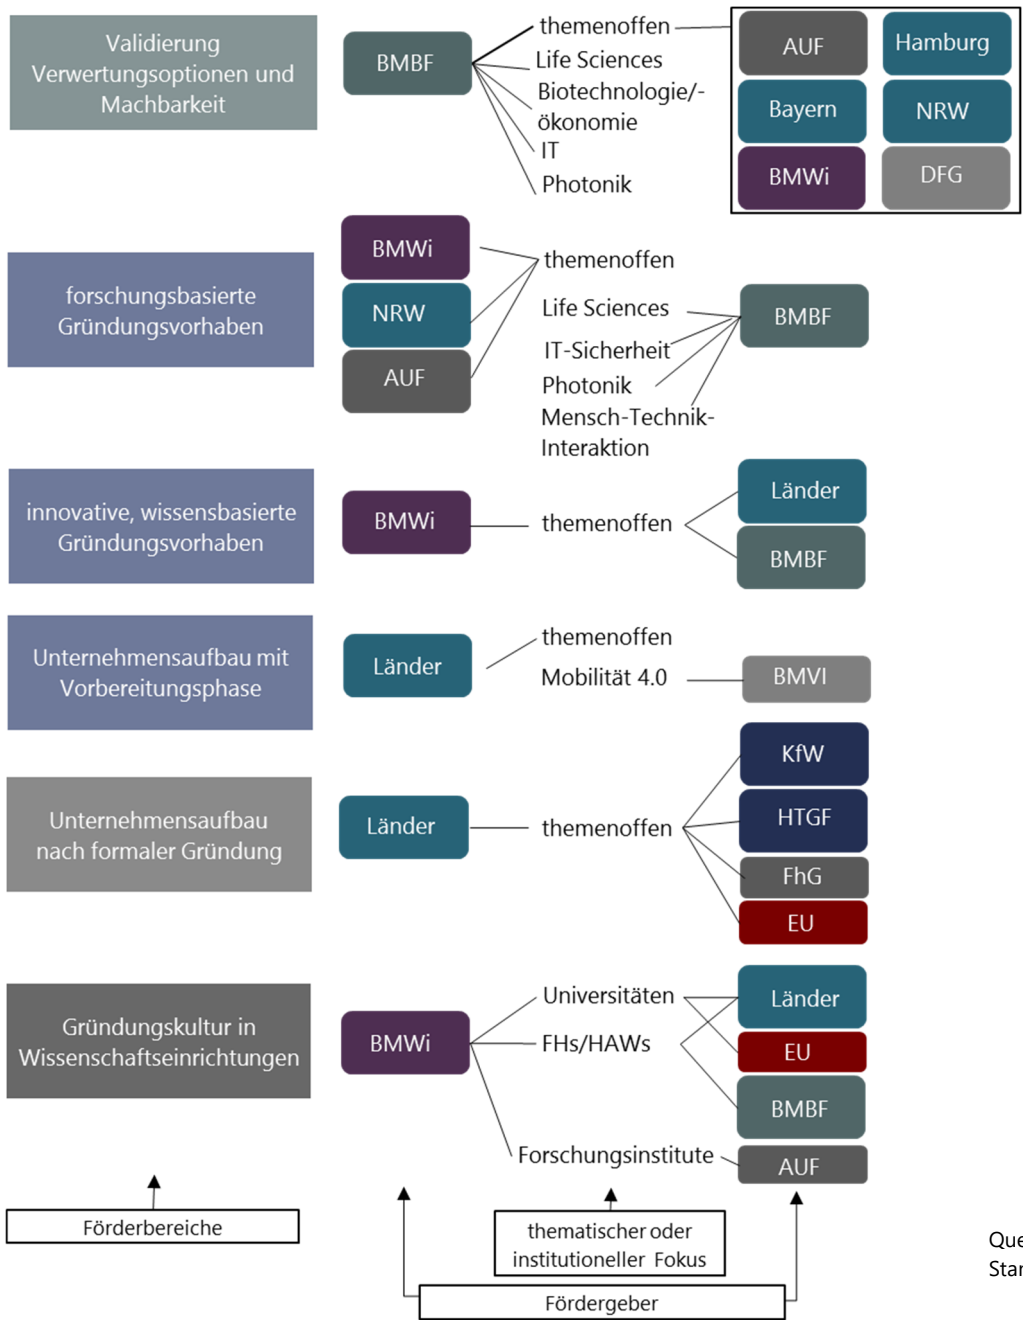 Validierung
Verwertungsoptionen und
Machbarkeit
BMBF
themenoffen
Life Sciences
Biotechnologie/-
ökonomie
IT
Photonik
AUF
Hamburg
Bayern
NRW
BMWi
DFG
forschungsbasierte
Gründungsvorhaben
BMWi
NRW
AUF
themenoffen
Life Sciences
IT-Sicherheit
Photonik
Mensch-Technik-
Interaktion
BMBF
innovative, wissensbasierte
Gründungsvorhaben
BMWi
themenoffen
Länder
BMBF
Unternehmensaufbau mit
Vorbereitungsphase
Länder
themenoffen
Mobilität 4.0
BMVI
Unternehmensaufbau
nach formaler Gründung
Länder
themenoffen
KfW
HTGF
FhG
EU
Gründungskultur in
Wissenschaftseinrichtungen
BMWi
Universitäten
FHs/HAWs
Forschungsinstitute
Länder
EU
BMBF
AUF
Förderbereiche
thematischer oder
institutioneller Fokus
Fördergeber
Que
Star